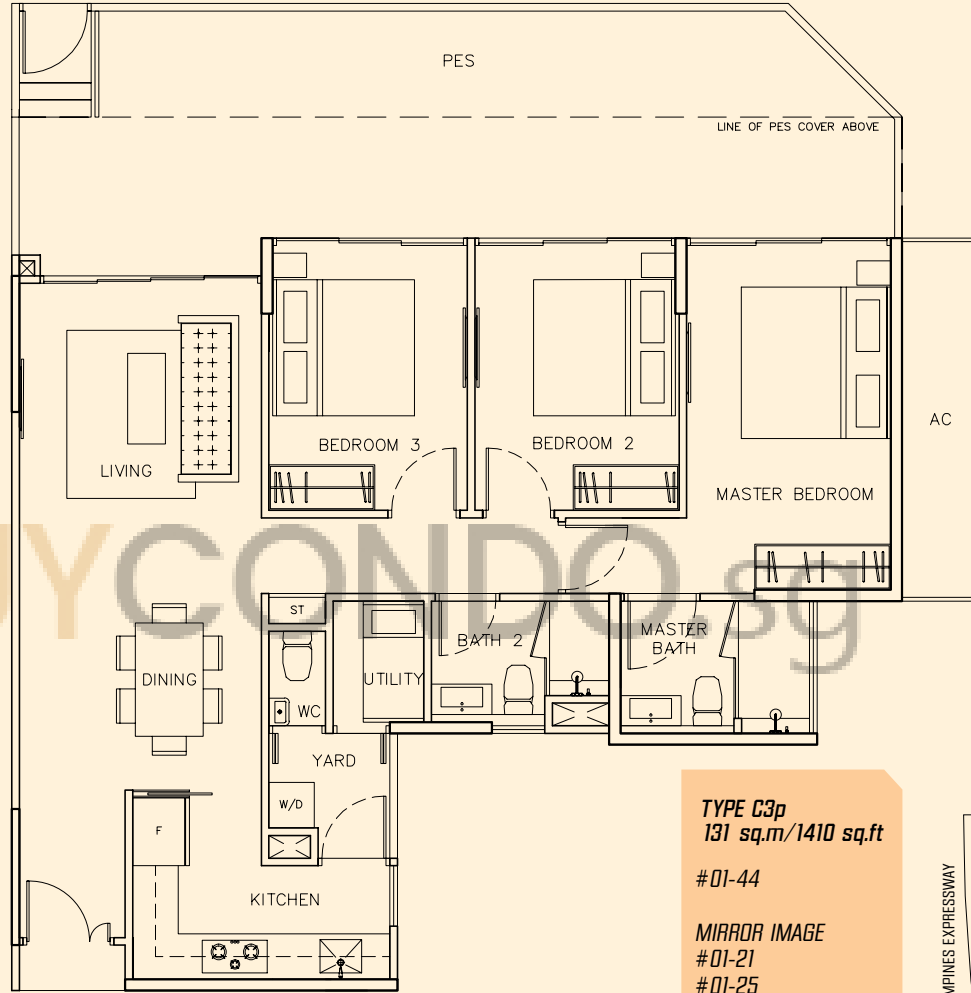 PES
LINE OF PES COVER ABOVE
BEDROOM 3
BEDROOM 2
AC
LIVING
MASTER BEDROOM
UYCONDO.sg
ST
BATH 2
MASTER
BATH
DINING
UTILITY
WC
YARD
W/D
F
KITCHEN
TYPE C3p
131 sq.m/1410 sq.ft
#01-44
MIRROR IMAGE
#01-21
#01-25
MPINES EXPRESSWAY